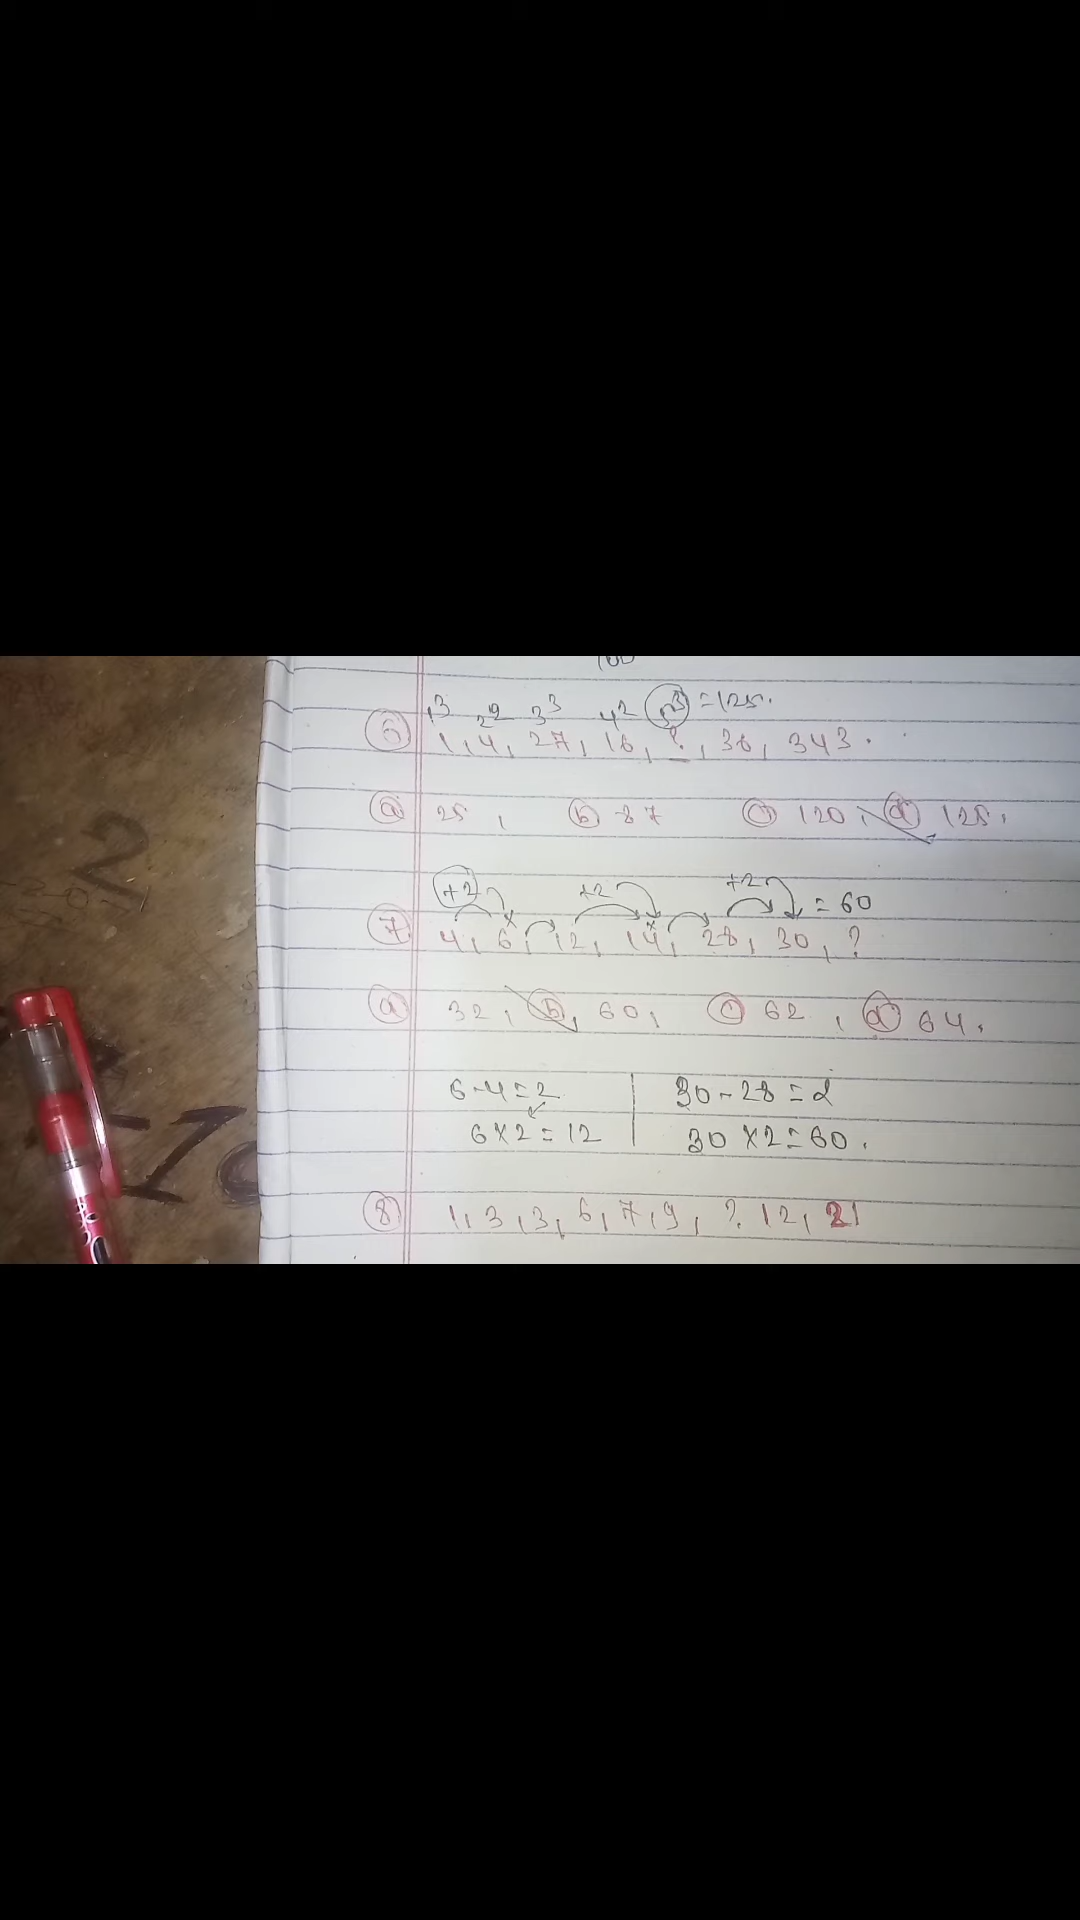 1³ 2² 3³ 4² 5³ = 125.
6 1, 4, 27, 16, ?, 36, 343.
a 25, b 87 c 120, d 125.
+2 +2 +2 = 60
7 4, 6, 12, 14, 28, 30, ?
a 32, b, 60, c 62, d 64.
6-4=2 30-28=2
6×2=12 30×2=60.
8 1, 3, 3, 6, 7, 9, ?. 12, 21